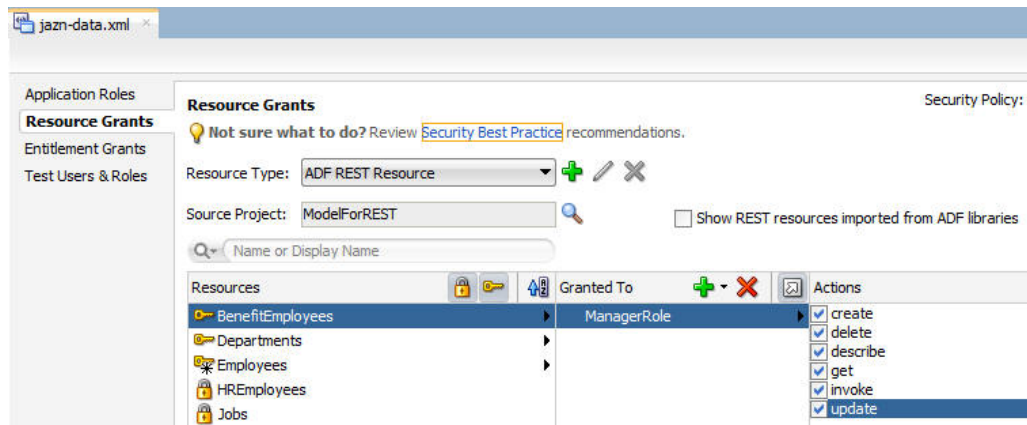 jazn-data.xml
Application Roles
Resource Grants
Entitlement Grants
Test Users & Roles
Resource Grants
Security Policy:
Not sure what to do? Review Security Best Practice recommendations.
Resource Type: ADF REST Resource
Source Project: ModelForREST
Show REST resources imported from ADF libraries
Name or Display Name
Resources
Granted To
Actions
BenefitEmployees
Departments
Employees
HREmployees
Jobs
ManagerRole
create
delete
describe
get
invoke
update